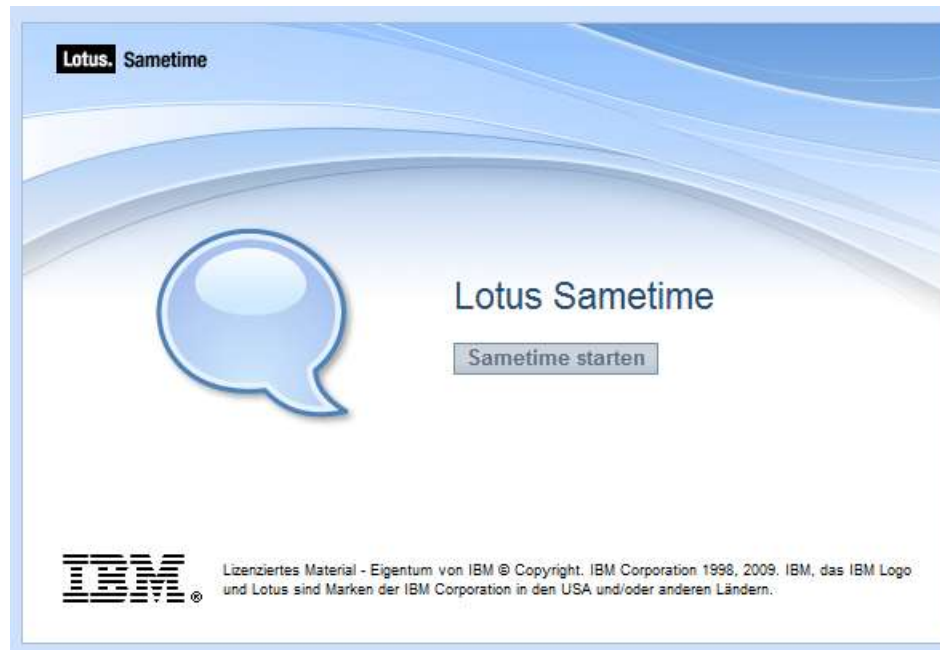 Lotus. Sametime
Lotus Sametime
Sametime starten
IBM®
Lizenziertes Material - Eigentum von IBM © Copyright. IBM Corporation 1998, 2009. IBM, das IBM Logo
und Lotus sind Marken der IBM Corporation in den USA und/oder anderen Ländern.